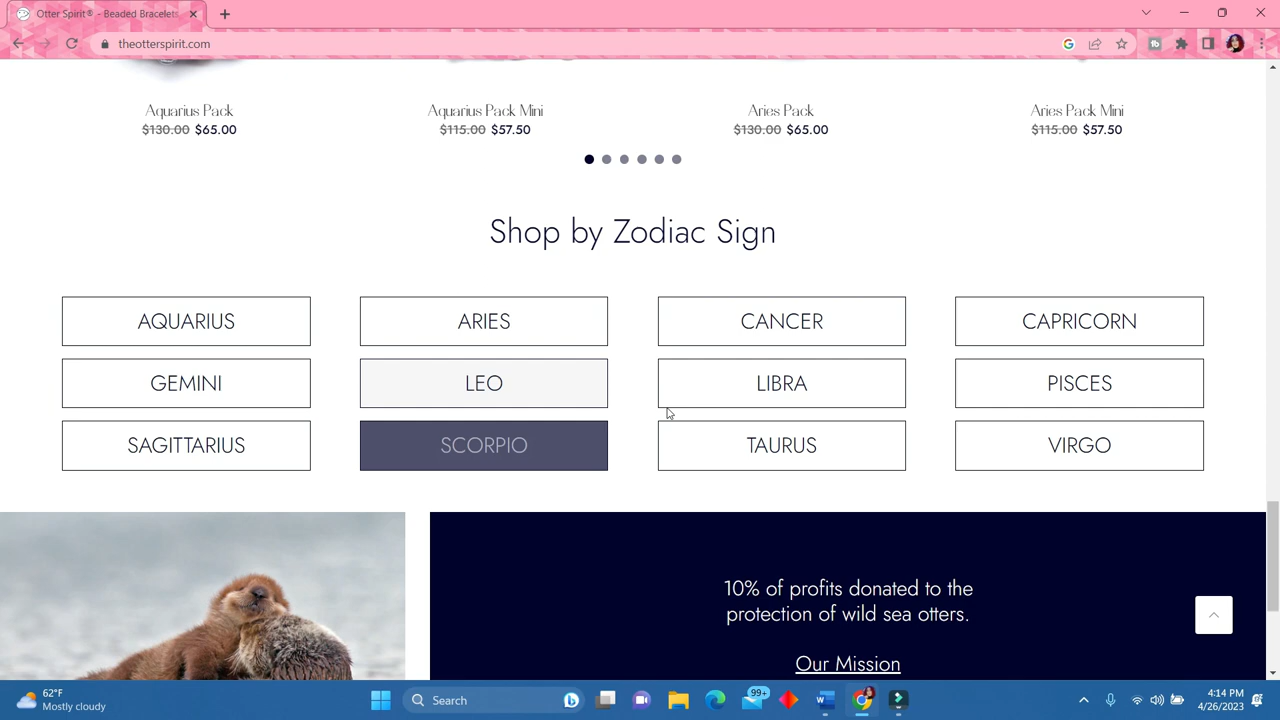 Otter Spirit® - Beaded Bracelets
theotterspirit.com
Aquarius Pack
$130.00 $65.00
Aquarius Pack Mini
$115.00 $57.50
Aries Pack
$130.00 $65.00
Aries Pack Mini
$115.00 $57.50
Shop by Zodiac Sign
AQUARIUS
ARIES
CANCER
CAPRICORN
GEMINI
LEO
LIBRA
PISCES
SAGITTARIUS
SCORPIO
TAURUS
VIRGO
10% of profits donated to the
protection of wild sea otters.
Our Mission
62°F
Mostly cloudy
Search
99+
4:14 PM
4/26/2023